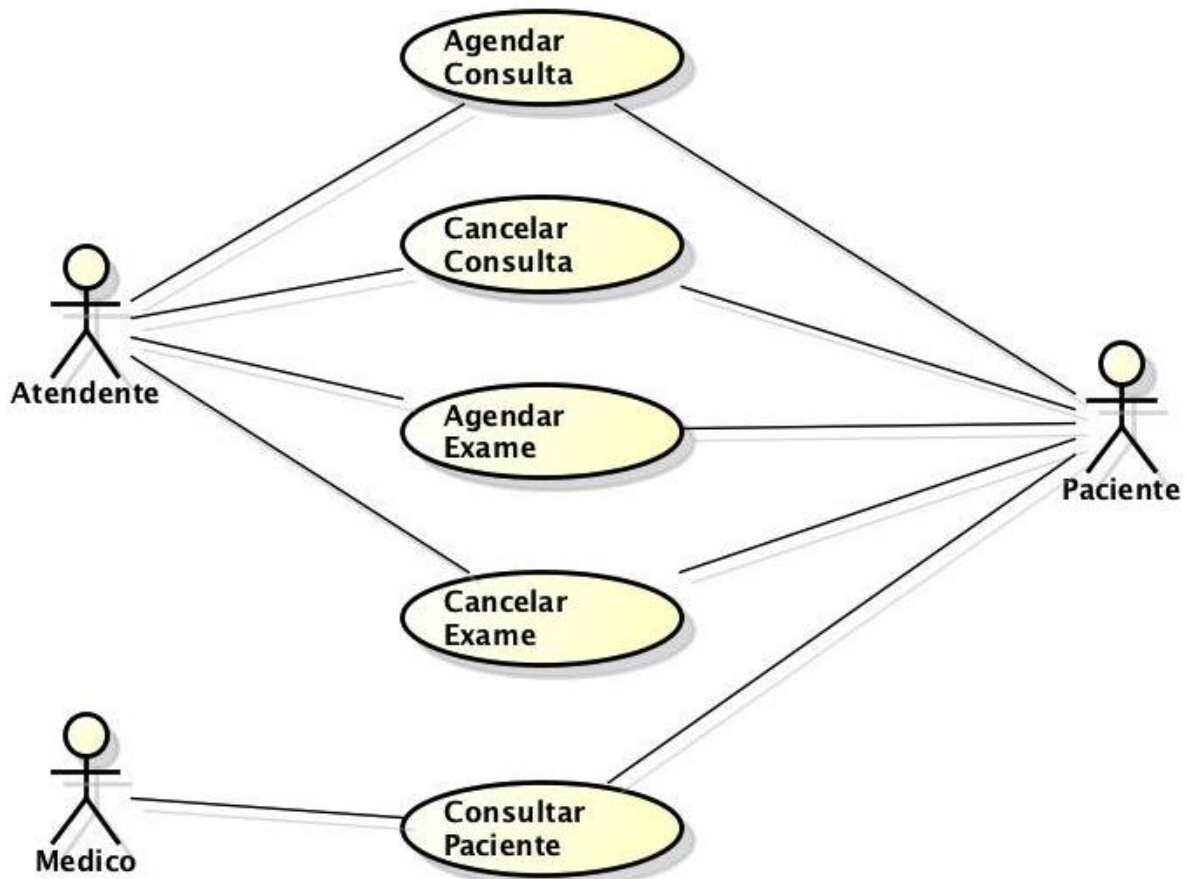 Agendar
Consulta
Cancelar
Consulta
Atendente
Agendar
Exame
Paciente
Cancelar
Exame
Consultar
Paciente
Medico